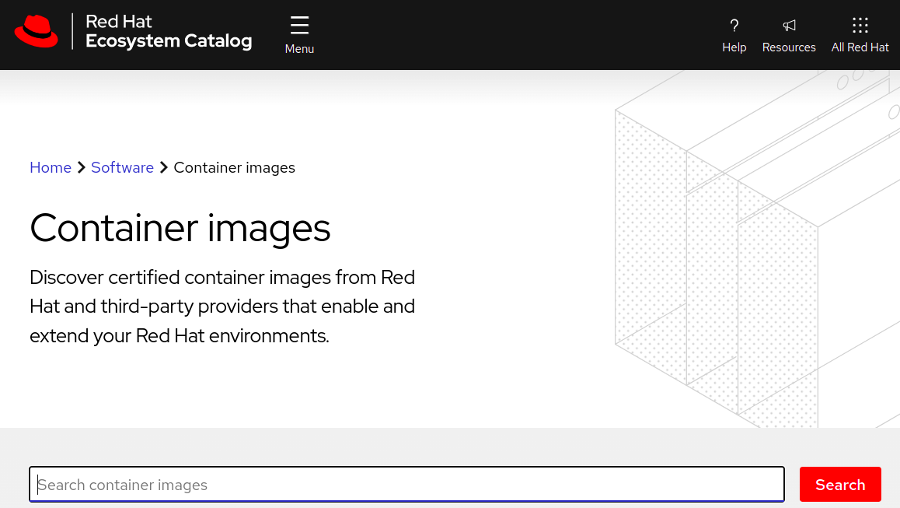 Red Hat
Ecosystem Catalog
Menu
Help
Resources
All Red Hat
Home > Software > Container images
Container images
Discover certified container images from Red
Hat and third-party providers that enable and
extend your Red Hat environments.
Search container images
Search